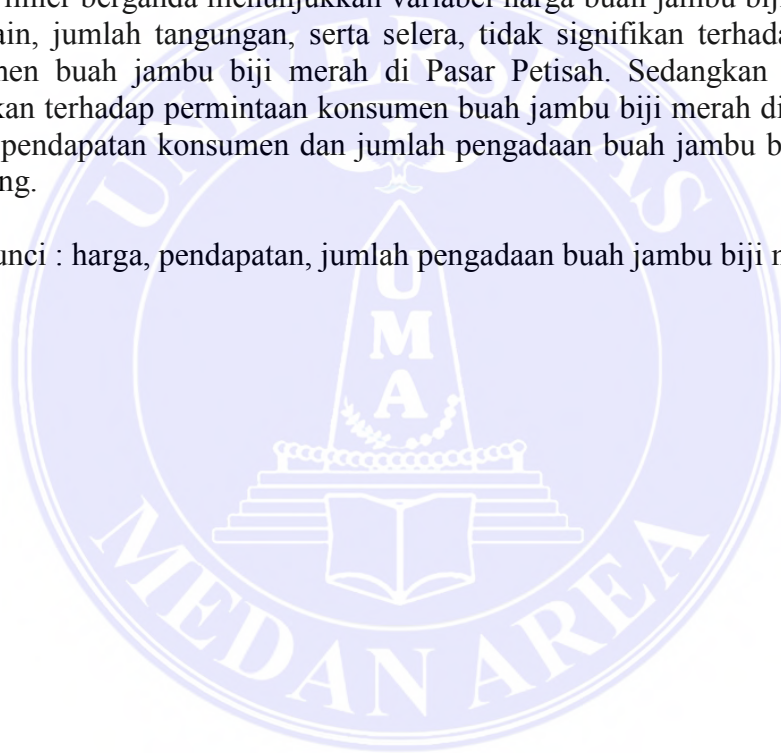 linier berganda menunjukkan variabel harga buah jambu biji
ain, jumlah tangungan, serta selera, tidak signifikan terhada
men buah jambu biji merah di Pasar Petisah. Sedangkan
kan terhadap permintaan konsumen buah jambu biji merah di
pendapatan konsumen dan jumlah pengadaan buah jambu b
ng.
unci : harga, pendapatan, jumlah pengadaan buah jambu biji
UNIVERSITAS
U
M
A
MEDAN AREA